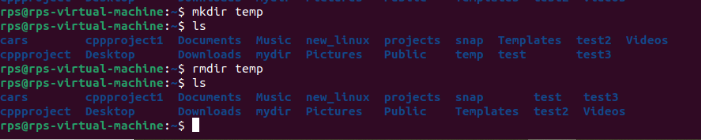 rps@rps-virtual-machine:~$ mkdir temp
rps@rps-virtual-machine:~$ ls
cars cppproject1 Documents Music new_linux projects snap Templates test2 Videos
cppproject Desktop Downloads mydir Pictures Public temp test test3
rps@rps-virtual-machine:~$ rmdir temp
rps@rps-virtual-machine:~$ ls
cars cppproject1 Documents Music new_linux projects snap test test3
cppproject Desktop Downloads mydir Pictures Public Templates test2 Videos
rps@rps-virtual-machine:~$